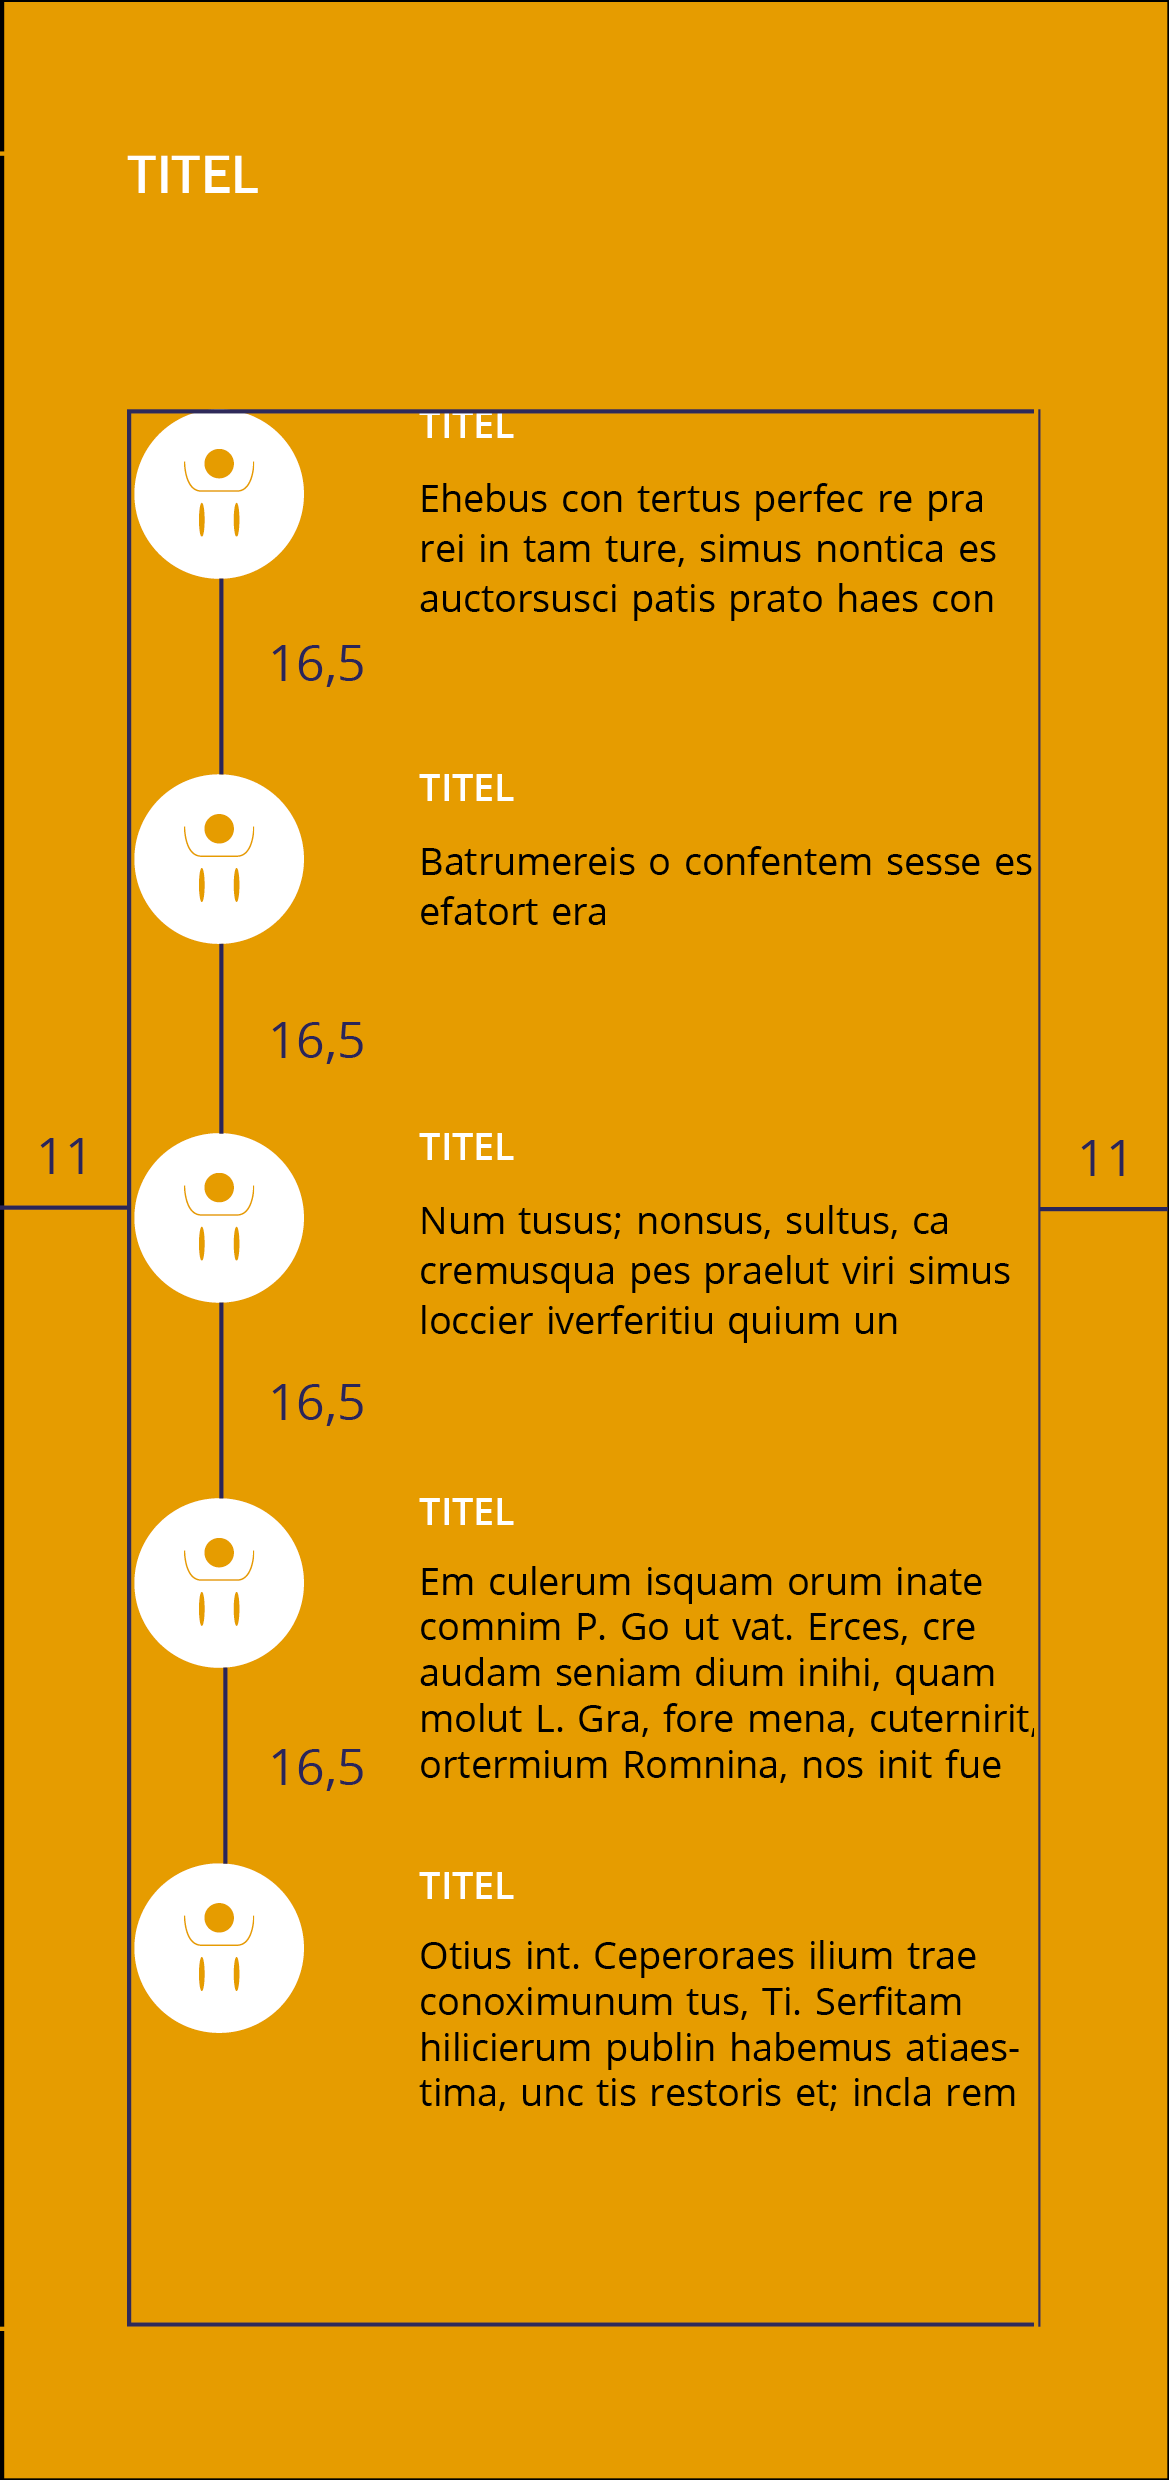 TITEL
TITEL
Ehebus con tertus perfec re pra
rei in tam ture, simus nontica es
auctorsusci patis prato haes con
16,5
TITEL
Batrumereis o confentem sesse es
efatort era
16,5
11
11
TITEL
Num tusus; nonsus, sultus, ca
cremusqua pes praelut viri simus
loccier iverferitiu quium un
16,5
TITEL
Em culerum isquam orum inate
comnim P. Go ut vat. Erces, cre
audam seniam dium inihi, quam
molut L. Gra, fore mena, cuternirit,
ortermium Romnina, nos init fue
16,5
TITEL
Otius int. Ceperoraes ilium trae
conoximunum tus, Ti. Serfitam
hilicierum publin habemus atiaes-
tima, unc tis restoris et; incla rem